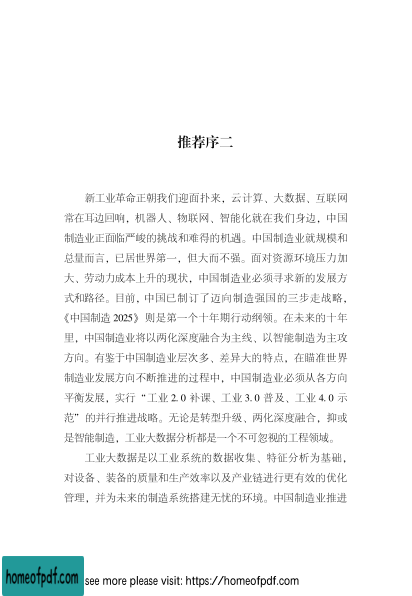 推荐序二
新工业革命正朝我们迎面扑来，云计算、大数据、互联网
常在耳边回响，机器人、物联网、智能化就在我们身边，中国
制造业正面临严峻的挑战和难得的机遇。中国制造业就规模和
总量而言，已居世界第一，但大而不强。面对资源环境压力加
大、劳动力成本上升的现状，中国制造业必须寻求新的发展方
式和路径。目前，中国已制订了迈向制造强国的三步走战略，
《中国制造 2025》则是第一个十年期行动纲领。在未来的十年
里，中国制造业将以两化深度融合为主线、以智能制造为主攻
方向。有鉴于中国制造业层次多、差异大的特点，在瞄准世界
制造业发展方向不断推进的过程中，中国制造业必须从各方向
平衡发展，实行“工业 2.0 补课、工业 3.0 普及、工业 4.0 示
范”的并行推进战略。无论是转型升级、两化深度融合，抑或
是智能制造，工业大数据分析都是一个不可忽视的工程领域。
工业大数据是以工业系统的数据收集、特征分析为基础，
对设备、装备的质量和生产效率以及产业链进行更有效的优化
管理，并为未来的制造系统搭建无忧的环境。中国制造业推进
homeofpdf.com see more please visit: https://homeofpdf.com